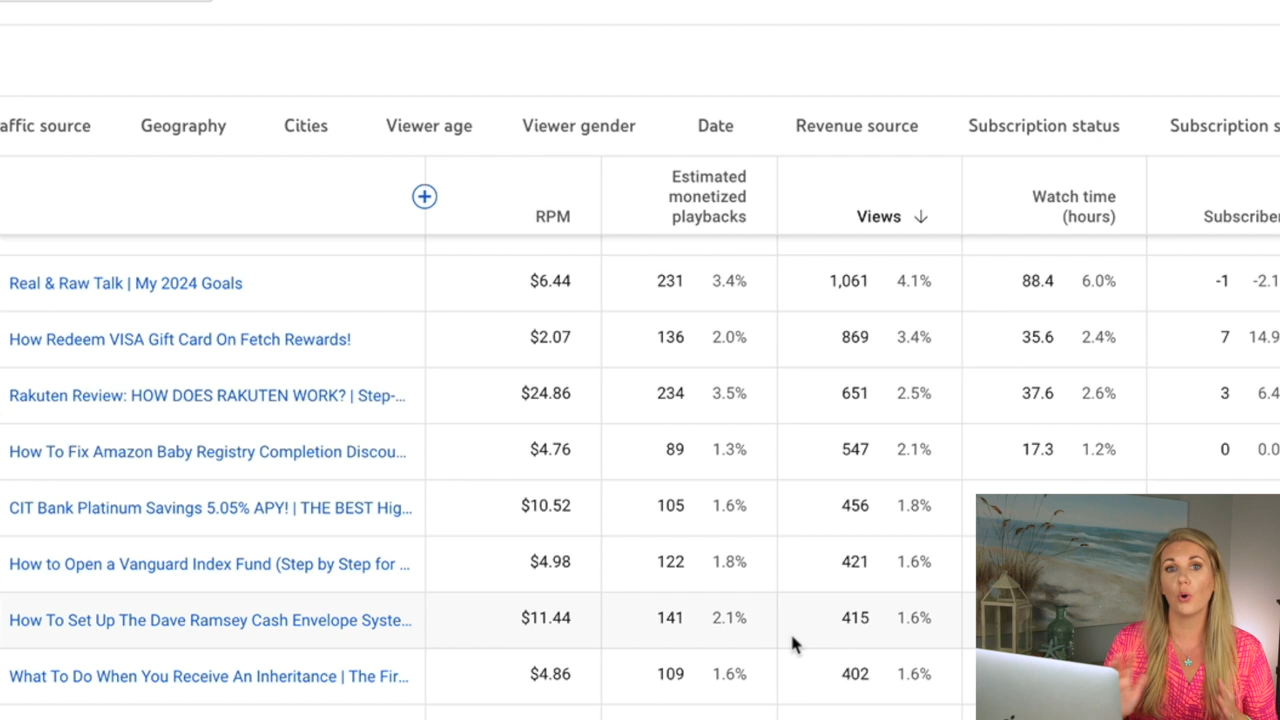 affic source Geography Cities Viewer age Viewer gender Date Revenue source Subscription status Subscription s
RPM Estimated monetized playbacks Views ↓ Watch time (hours) Subscriber
Real & Raw Talk | My 2024 Goals $6.44 231 3.4% 1,061 4.1% 88.4 6.0% -1 -2.1
How Redeem VISA Gift Card On Fetch Rewards! $2.07 136 2.0% 869 3.4% 35.6 2.4% 7 14.9
Rakuten Review: HOW DOES RAKUTEN WORK? | Step-... $24.86 234 3.5% 651 2.5% 37.6 2.6% 3 6.4
How To Fix Amazon Baby Registry Completion Discou... $4.76 89 1.3% 547 2.1% 17.3 1.2% 0 0.0
CIT Bank Platinum Savings 5.05% APY! | THE BEST Hig... $10.52 105 1.6% 456 1.8%
How to Open a Vanguard Index Fund (Step by Step for ... $4.98 122 1.8% 421 1.6%
How To Set Up The Dave Ramsey Cash Envelope Syste... $11.44 141 2.1% 415 1.6%
What To Do When You Receive An Inheritance | The Fir... $4.86 109 1.6% 402 1.6%